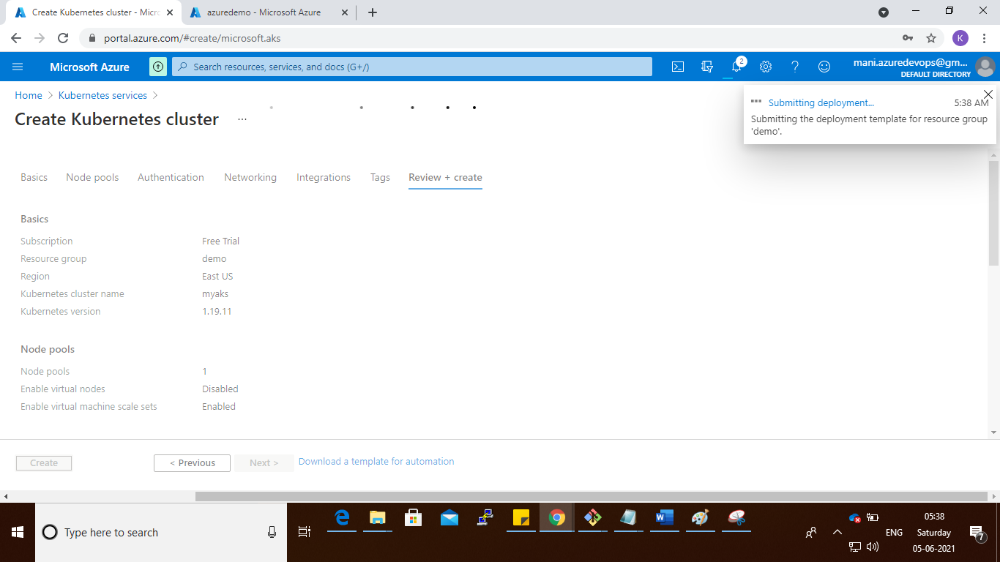 Create Kubernetes cluster - Micro
azuredemo - Microsoft Azure
portal.azure.com/#create/microsoft.aks
K
Microsoft Azure
Search resources, services, and docs (G+/)
2
mani.azuredevops@gm...
DEFAULT DIRECTORY
Home > Kubernetes services >
Create Kubernetes cluster ...
Submitting deployment... 5:38 AM
Submitting the deployment template for resource group
'demo'.
Basics Node pools Authentication Networking Integrations Tags Review + create
Basics
Subscription Free Trial
Resource group demo
Region East US
Kubernetes cluster name myaks
Kubernetes version 1.19.11
Node pools
Node pools 1
Enable virtual nodes Disabled
Enable virtual machine scale sets Enabled
Create < Previous Next > Download a template for automation
Type here to search
ENG
05:38
Saturday
05-06-2021
7